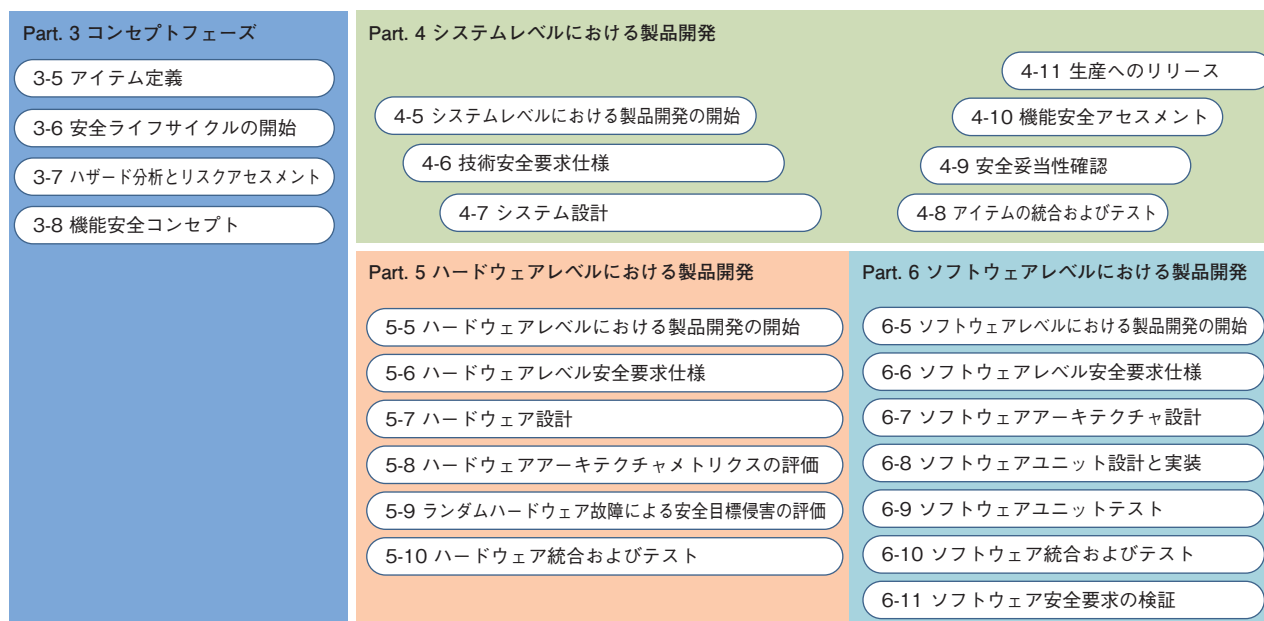 Part. 3 コンセプトフェーズ
3-5 アイテム定義
3-6 安全ライフサイクルの開始
3-7 ハザード分析とリスクアセスメント
3-8 機能安全コンセプト
Part. 4 システムレベルにおける製品開発
4-5 システムレベルにおける製品開発の開始
4-6 技術安全要求仕様
4-7 システム設計
4-11 生産へのリリース
4-10 機能安全アセスメント
4-9 安全妥当性確認
4-8 アイテムの統合およびテスト
Part. 5 ハードウェアレベルにおける製品開発
5-5 ハードウェアレベルにおける製品開発の開始
5-6 ハードウェアレベル安全要求仕様
5-7 ハードウェア設計
5-8 ハードウェアアーキテクチャメトリクスの評価
5-9 ランダムハードウェア故障による安全目標侵害の評価
5-10 ハードウェア統合およびテスト
Part. 6 ソフトウェアレベルにおける製品開発
6-5 ソフトウェアレベルにおける製品開発の開始
6-6 ソフトウェアレベル安全要求仕様
6-7 ソフトウェアアーキテクチャ設計
6-8 ソフトウェアユニット設計と実装
6-9 ソフトウェアユニットテスト
6-10 ソフトウェア統合およびテスト
6-11 ソフトウェア安全要求の検証